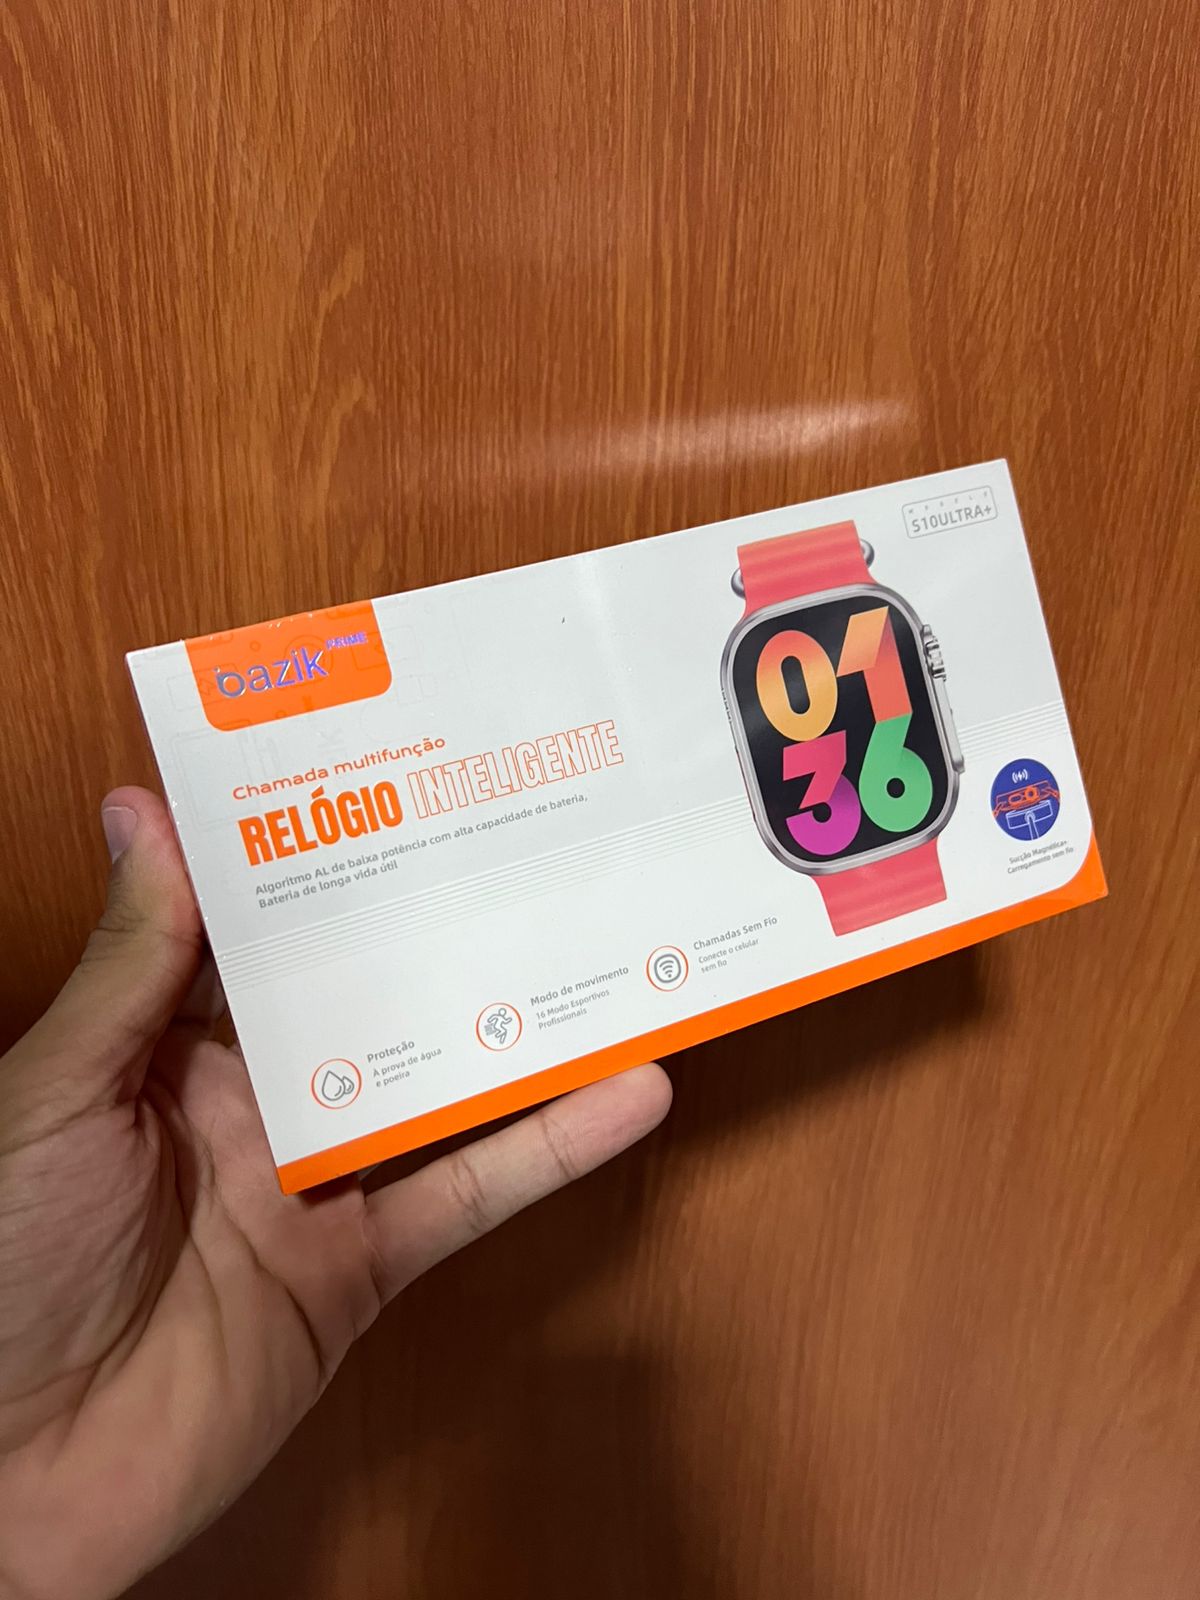 MODELO
S10ULTRA+
bazik PRIME
Chamada multifunção
RELÓGIO INTELIGENTE
Algoritmo AL de baixa potência com alta capacidade de bateria,
Bateria de longa vida útil
01
36
Sucção Magnética+
Carregamento sem fio
Proteção
À prova de água
e poeira
Modo de movimento
16 Modo Esportivos
Profissionais
Chamadas Sem Fio
Conecte o celular
sem fio